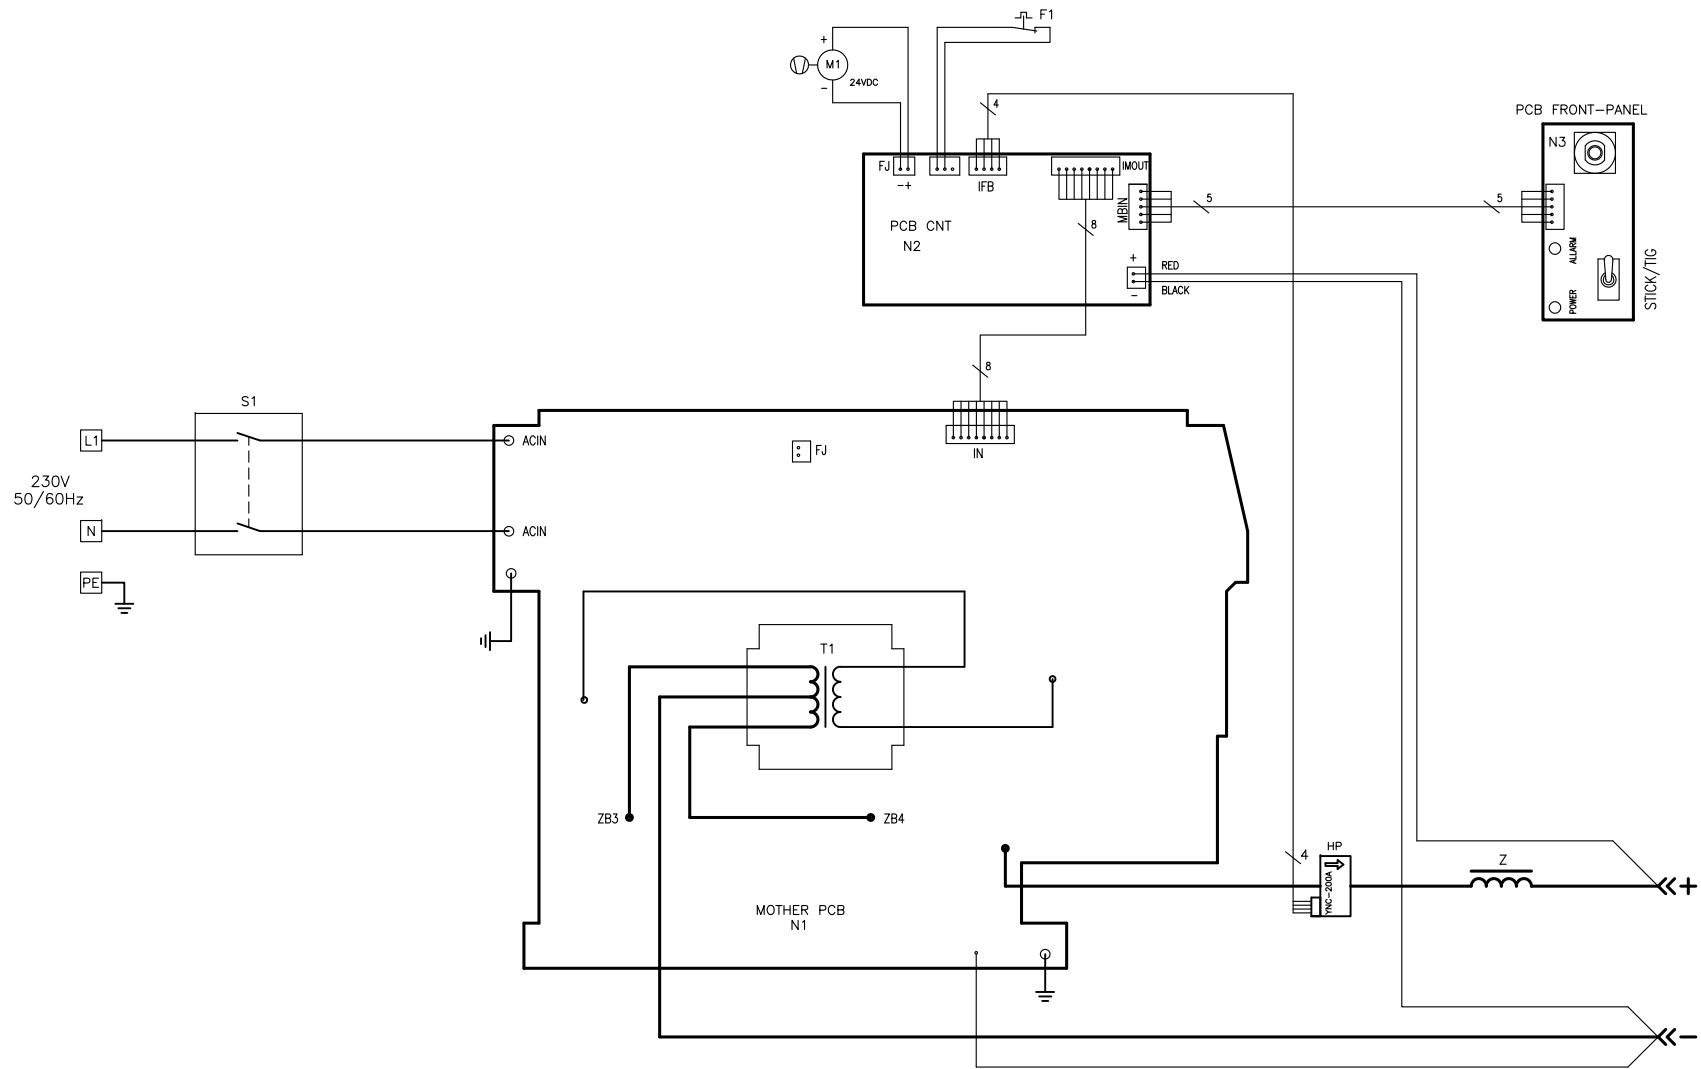 F1
+
M1
24VDC
-
4
PCB FRONT-PANEL
N3
FJ
-+
IFB
IMOUT
MBIN
5
5
PCB CNT
N2
8
+
RED
BLACK
-
ALLARM
POWER
STICK/TIG
8
S1
L1
ACIN
FJ
IN
230V
50/60Hz
N
ACIN
PE
T1
ZB3
ZB4
4
HP
YNC-200A
Z
+
MOTHER PCB
N1
-